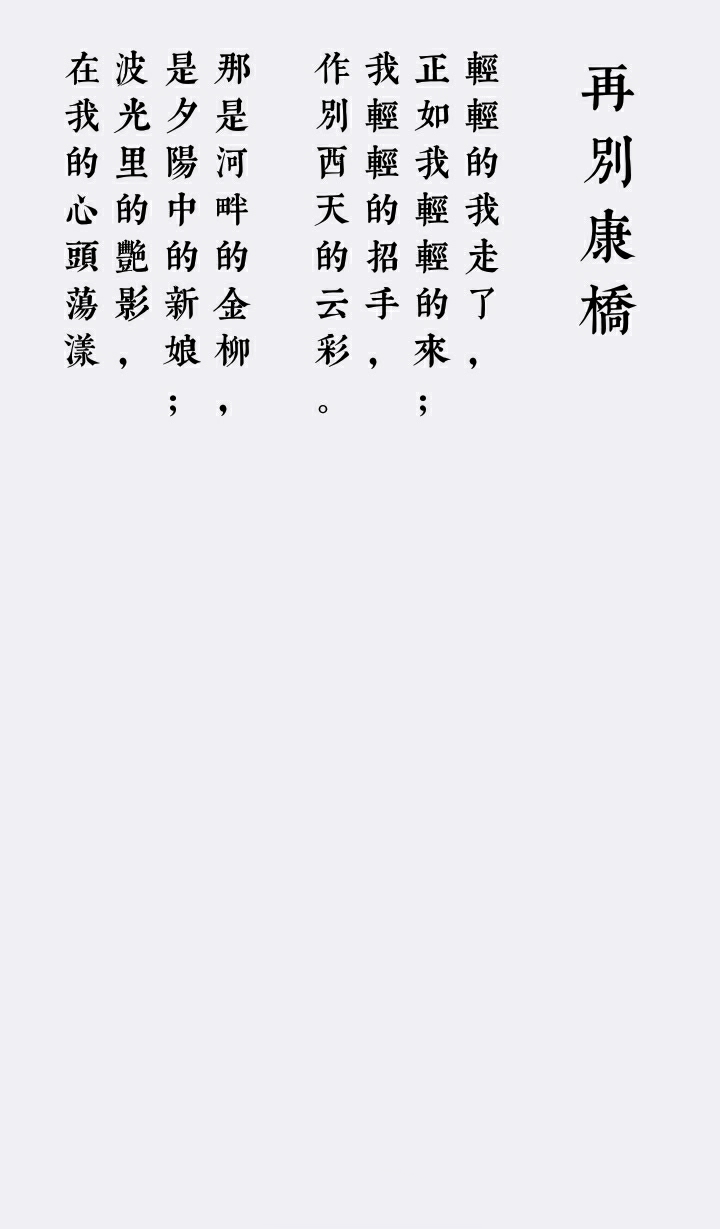 再別康橋
輕輕的我走了，
正如我輕輕的來；
我輕輕的招手，
作別西天的云彩。
那是河畔的金柳，
是夕陽中的新娘；
波光里的艷影，
在我的心頭蕩漾